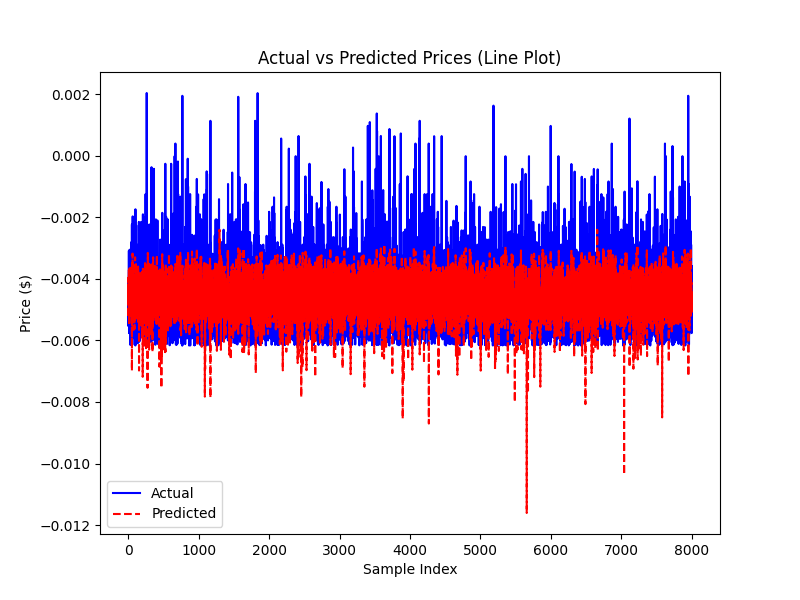 Actual vs Predicted Prices (Line Plot)
0.002
0.000
−0.002
−0.004
−0.006
−0.008
−0.010
−0.012
Price ($)
Actual
Predicted
0 1000 2000 3000 4000 5000 6000 7000 8000
Sample Index